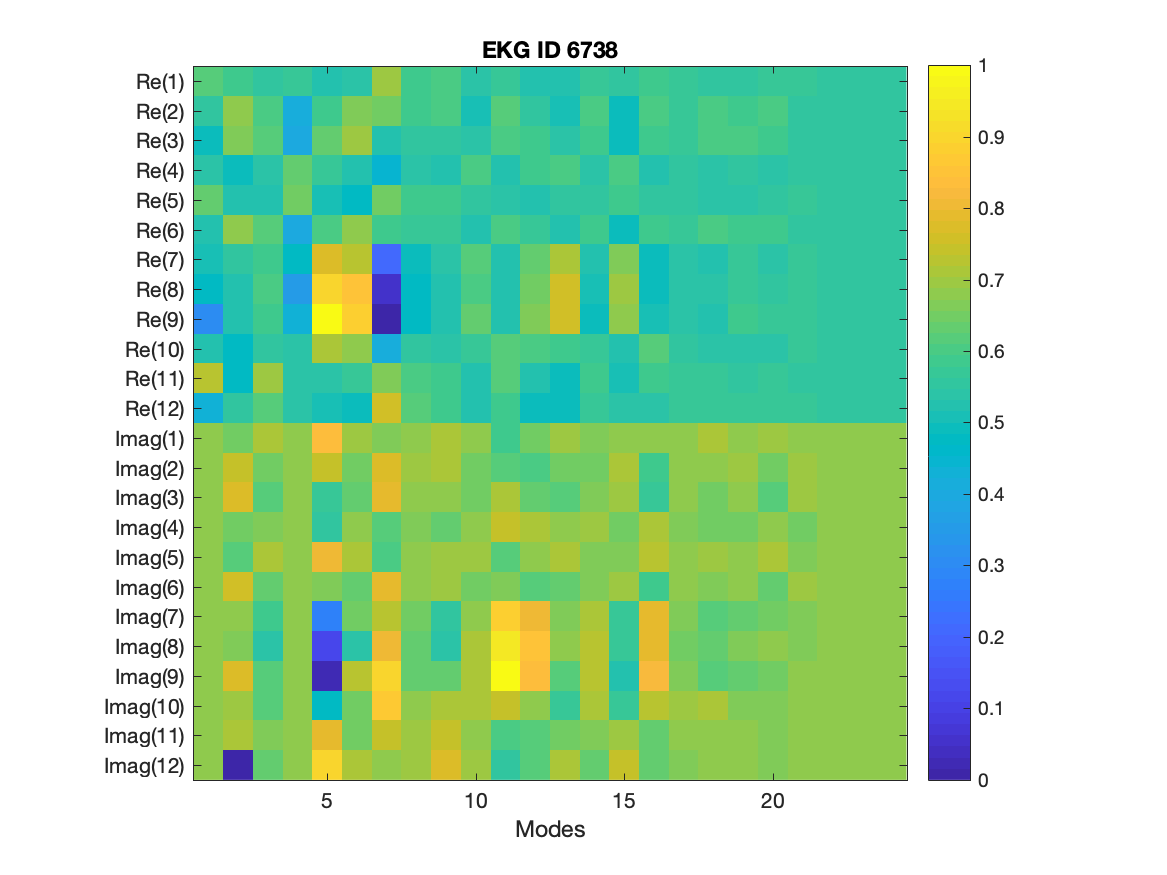 EKG ID 6738
Re(1)
Re(2)
Re(3)
Re(4)
Re(5)
Re(6)
Re(7)
Re(8)
Re(9)
Re(10)
Re(11)
Re(12)
Imag(1)
Imag(2)
Imag(3)
Imag(4)
Imag(5)
Imag(6)
Imag(7)
Imag(8)
Imag(9)
Imag(10)
Imag(11)
Imag(12)
5 10 15 20
Modes
1
0.9
0.8
0.7
0.6
0.5
0.4
0.3
0.2
0.1
0